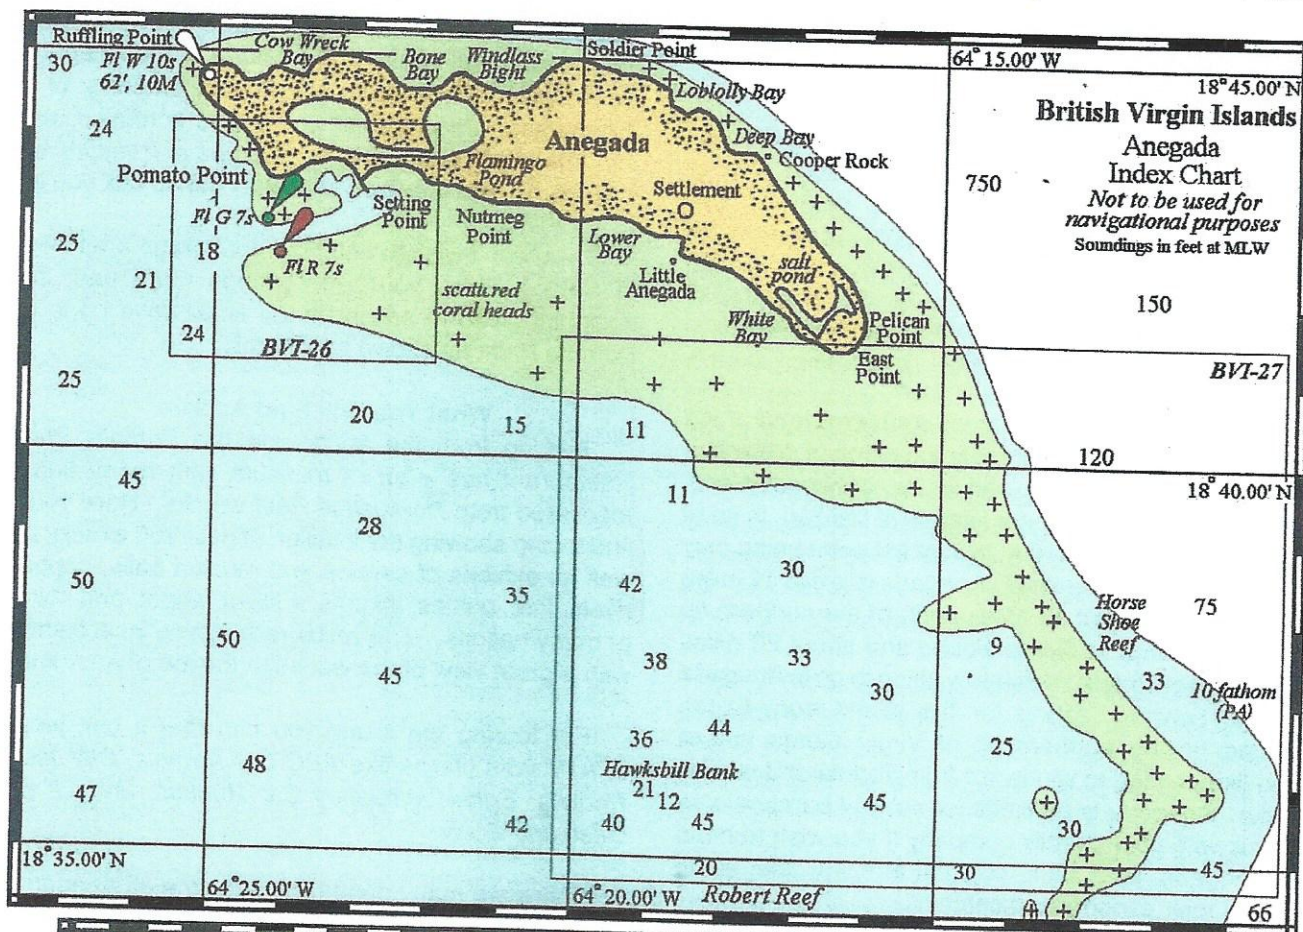 Ruffling Point
Fl W 10s
62', 10M
Cow Wreck
Bay
Bone
Bay
Windlass
Bight
Soldier Point
Loblolly Bay
Deep Bay
Cooper Rock
64°15.00' W
18°45.00' N
British Virgin Islands
Anegada
Index Chart
Not to be used for
navigational purposes
Soundings in feet at MLW
30
24
Anegada
Pomato Point
Flamingo
Pond
Settlement
750
Fl G 7s
Setting
Point
Nutmeg
Point
Lower
Bay
25
18
Fl R 7s
21
scattured
coral heads
Little
Anegada
salt
pond
150
24
White
Bay
Pelican
Point
BVI-26
East
Point
BVI-27
25
20
15
11
120
45
11
18°40.00' N
28
30
50
35
42
Horse
Shoe
Reef
75
50
9
45
38
33
30
33
10 fathom
(PA)
44
36
25
48
Hawksbill Bank
47
21
12
45
42
40
45
30
18°35.00' N
20
30
45
64°25.00' W
64°20.00' W
Robert Reef
66